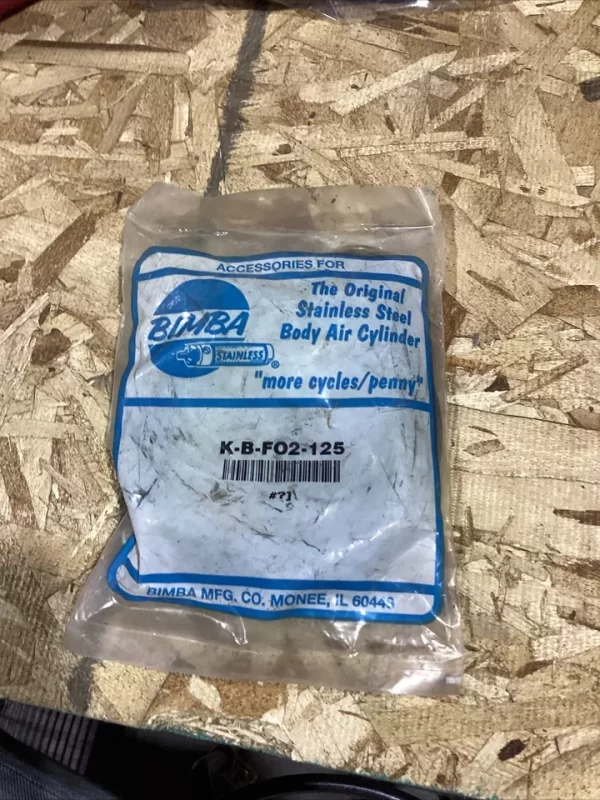 ACCESSORIES FOR
BIMBA
STAINLESS
®
The Original
Stainless Steel
Body Air Cylinder
"more cycles/penny"
K-B-FO2-125
#?1
BIMBA MFG. CO. MONEE, IL 60449